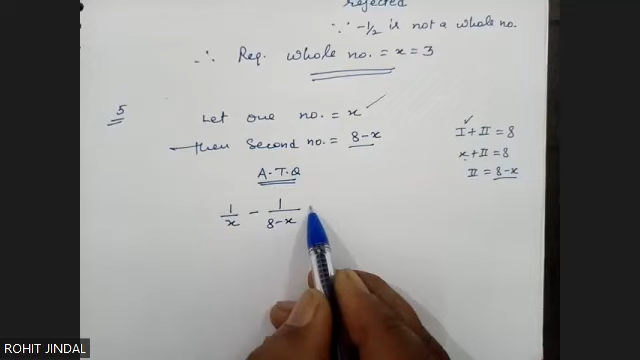 rejected
∵ -1/2 is not a whole no.
∴ Req. whole no. = x = 3
5
Let one no. = x
Then Second no. = 8-x
A.T.Q
1/x - 1/(8-x)
I + II = 8
x + II = 8
II = 8-x
ROHIT JINDAL